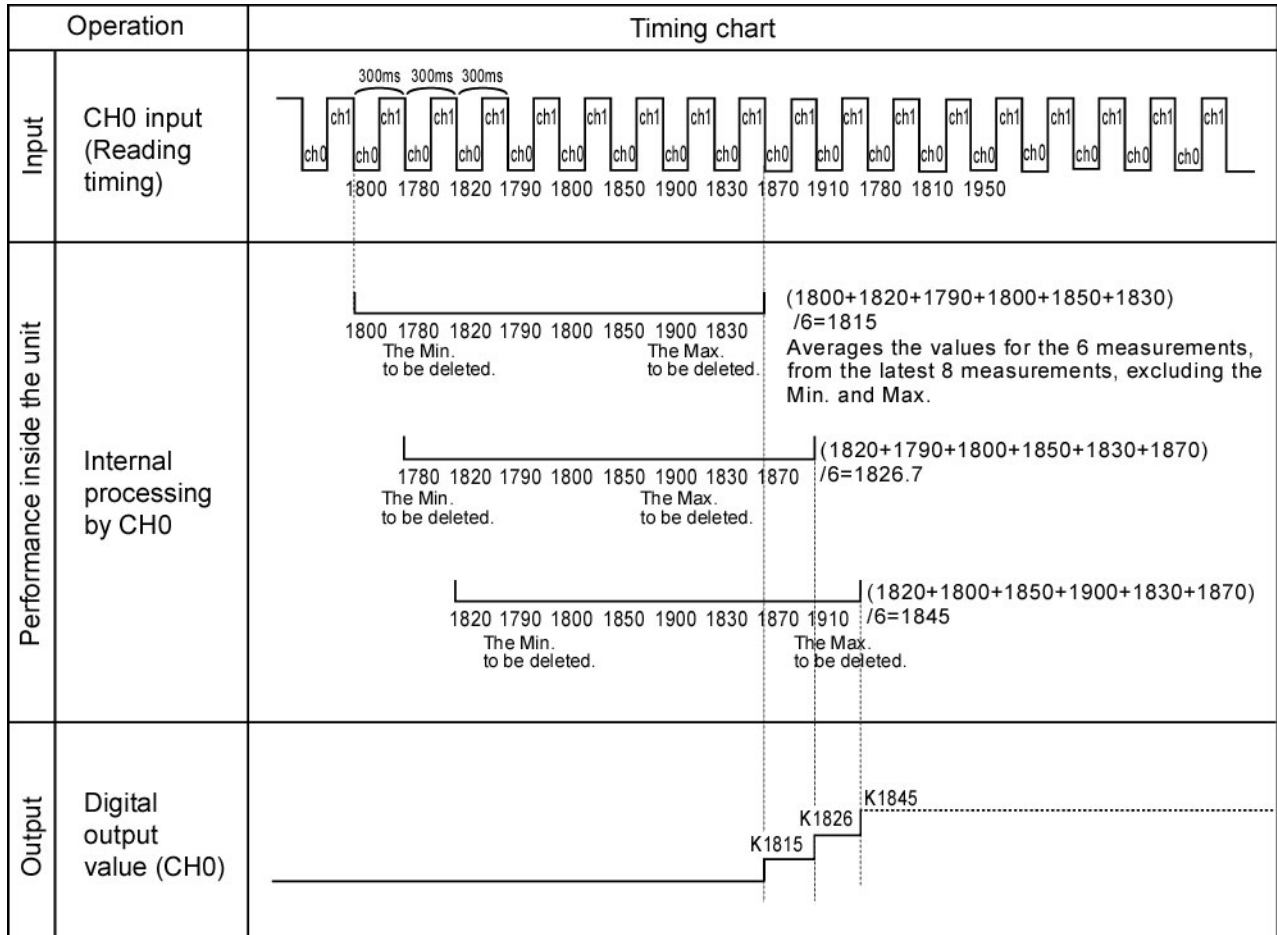 Operation
Timing chart
Input
CH0 input
(Reading
timing)
300ms 300ms 300ms
ch1 ch1 ch1 ch1 ch1 ch1 ch1 ch1 ch1 ch1 ch1 ch1 ch1 ch1 ch1 ch1 ch1 ch1
ch0 ch0 ch0 ch0 ch0 ch0 ch0 ch0 ch0 ch0 ch0 ch0 ch0 ch0 ch0 ch0 ch0 ch0
1800 1780 1820 1790 1800 1850 1900 1830 1870 1910 1780 1810 1950
Performance inside the unit
Internal
processing
by CH0
1800 1780 1820 1790 1800 1850 1900 1830
The Min.
to be deleted.
The Max.
to be deleted.
(1800+1820+1790+1800+1850+1830)
/6=1815
Averages the values for the 6 measurements,
from the latest 8 measurements, excluding the
Min. and Max.
1780 1820 1790 1800 1850 1900 1830 1870
The Min.
to be deleted.
The Max.
to be deleted.
(1820+1790+1800+1850+1830+1870)
/6=1826.7
1820 1790 1800 1850 1900 1830 1870 1910
The Min.
to be deleted.
The Max.
to be deleted.
(1820+1800+1850+1900+1830+1870)
/6=1845
Output
Digital
output
value (CH0)
K1815
K1826
K1845